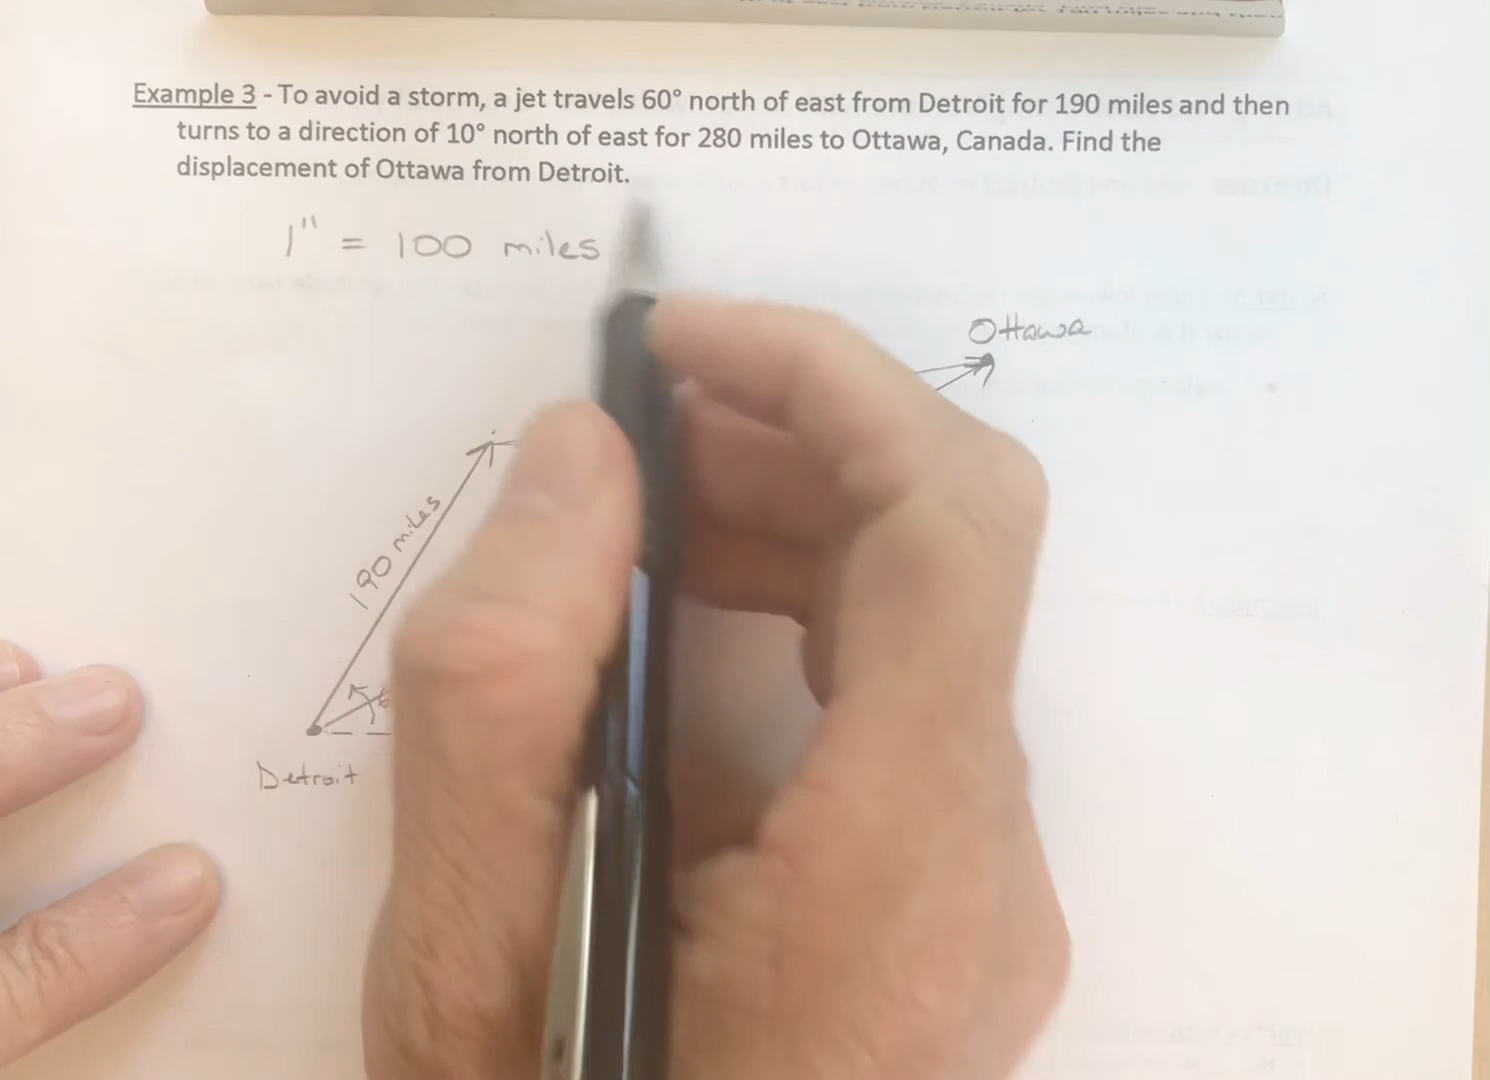 Example 3 - To avoid a storm, a jet travels 60° north of east from Detroit for 190 miles and then
turns to a direction of 10° north of east for 280 miles to Ottawa, Canada. Find the
displacement of Ottawa from Detroit.
1" = 100 miles
Ottawa
190 miles
Detroit